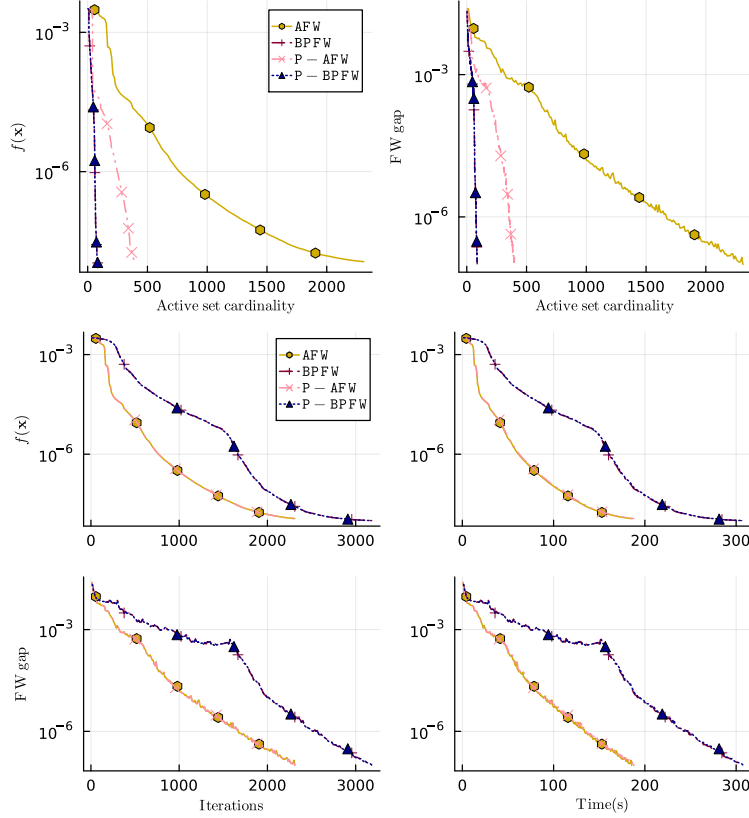 AFW
BPFW
P – AFW
P – BPFW
10⁻³
10⁻⁶
f(x)
0 500 1000 1500 2000
Active set cardinality
10⁻³
10⁻⁶
FW gap
0 500 1000 1500 2000
Active set cardinality
AFW
BPFW
P – AFW
P – BPFW
10⁻³
10⁻⁶
f(x)
0 1000 2000 3000
10⁻³
10⁻⁶
0 100 200 300
10⁻³
10⁻⁶
FW gap
0 1000 2000 3000
Iterations
10⁻³
10⁻⁶
0 100 200 300
Time(s)